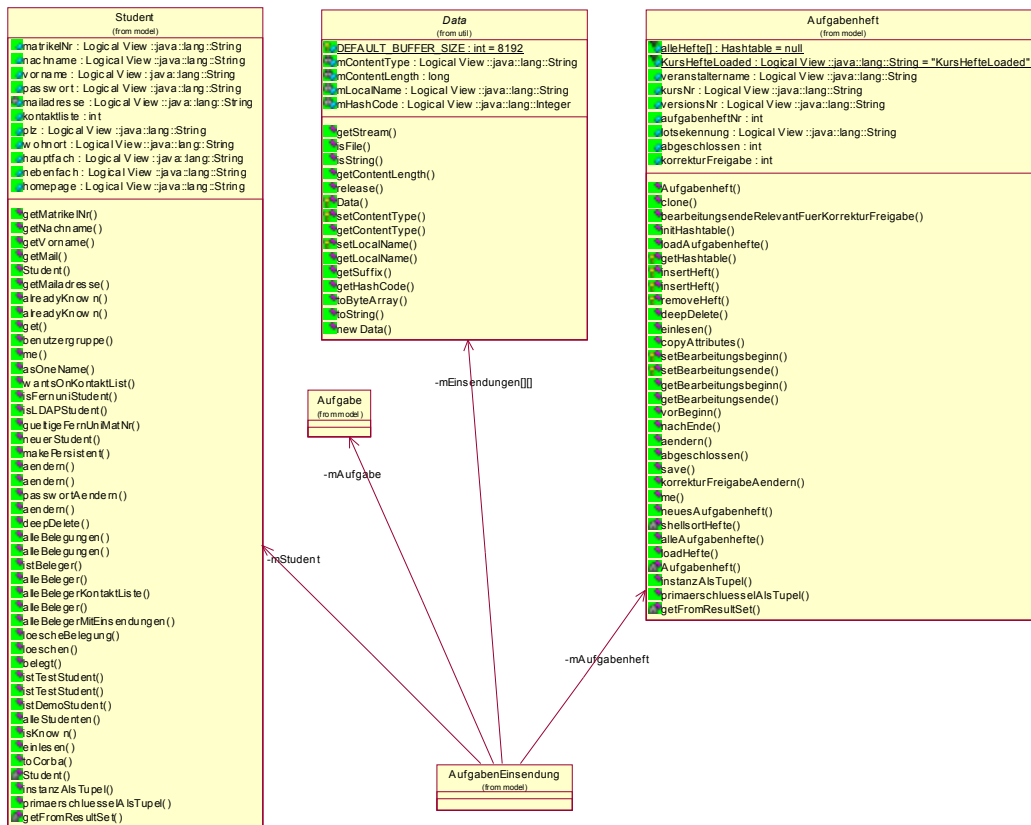 Student
(from model)
matrikelNr : Logical View ::java::lang::String
nachname : Logical View ::java::lang::String
vorname : Logical View ::java::lang::String
passwort : Logical View ::java::lang::String
mailadresse : Logical View ::java::lang::String
kontaktliste : int
plz : Logical View ::java::lang::String
wohnort : Logical View ::java::lang::String
hauptfach : Logical View ::java::lang::String
nebenfach : Logical View ::java::lang::String
homepage : Logical View ::java::lang::String
getMatrikelNr()
getNachname()
getVorname()
getMail()
Student()
getMailadresse()
alreadyKnown()
alreadyKnown()
get()
benutzergruppe()
me()
asOneName()
wantsOnKontaktList()
isFernuniStudent()
isLDAPStudent()
gueltigeFernUniMatNr()
neuerStudent()
makePersistent()
aendern()
aendern()
passwortAendern()
aendern()
deepDelete()
alleBelegungen()
alleBelegungen()
istBeleger()
alleBeleger()
alleBelegerKontaktListe()
alleBeleger()
alleBelegerMitEinsendungen()
loescheBelegung()
loeschen()
belegt()
istTestStudent()
istTestStudent()
istDemoStudent()
alleStudenten()
isKnown()
einlesen()
toCorba()
Student()
instanzAlsTupel()
primaerschluesselAlsTupel()
getFromResultSet()
Data
(from util)
DEFAULT_BUFFER_SIZE : int = 8192
mContentType : Logical View ::java::lang::String
mContentLength : long
mLocalName : Logical View ::java::lang::String
mHashCode : Logical View ::java::lang::Integer
getStream()
isFile()
isString()
getContentLength()
release()
Data()
setContentType()
getContentType()
setLocalName()
getLocalName()
getSuffix()
getHashCode()
toByteArray()
toString()
newData()
Aufgabenheft
(from model)
alleHefte[] : Hashtable = null
KursHefteLoaded : Logical View ::java::lang::String = "KursHefteLoaded"
veranstaltername : Logical View ::java::lang::String
kursNr : Logical View ::java::lang::String
versionsNr : Logical View ::java::lang::String
aufgabenheftNr : int
lotsekennung : Logical View ::java::lang::String
abgeschlossen : int
korrekturFreigabe : int
Aufgabenheft()
clone()
bearbeitungsendeRelevantFuerKorrekturFreigabe()
initHashtable()
loadAufgabenhefte()
getHashtable()
insertHeft()
insertHeft()
removeHeft()
deepDelete()
einlesen()
copyAttributes()
setBearbeitungsbeginn()
setBearbeitungsende()
getBearbeitungsbeginn()
getBearbeitungsende()
vorBeginn()
nachEnde()
aendern()
abgeschlossen()
save()
korrekturFreigabeAendern()
me()
neuesAufgabenheft()
shellsortHefte()
alleAufgabenhefte()
loadHefte()
Aufgabenheft()
instanzAlsTupel()
primaerschluesselAlsTupel()
getFromResultSet()
-mEinsendungen[][]
Aufgabe
(from model)
-mAufgabe
-mStudent
-mAufgabenheft
AufgabenEinsendung
(from model)